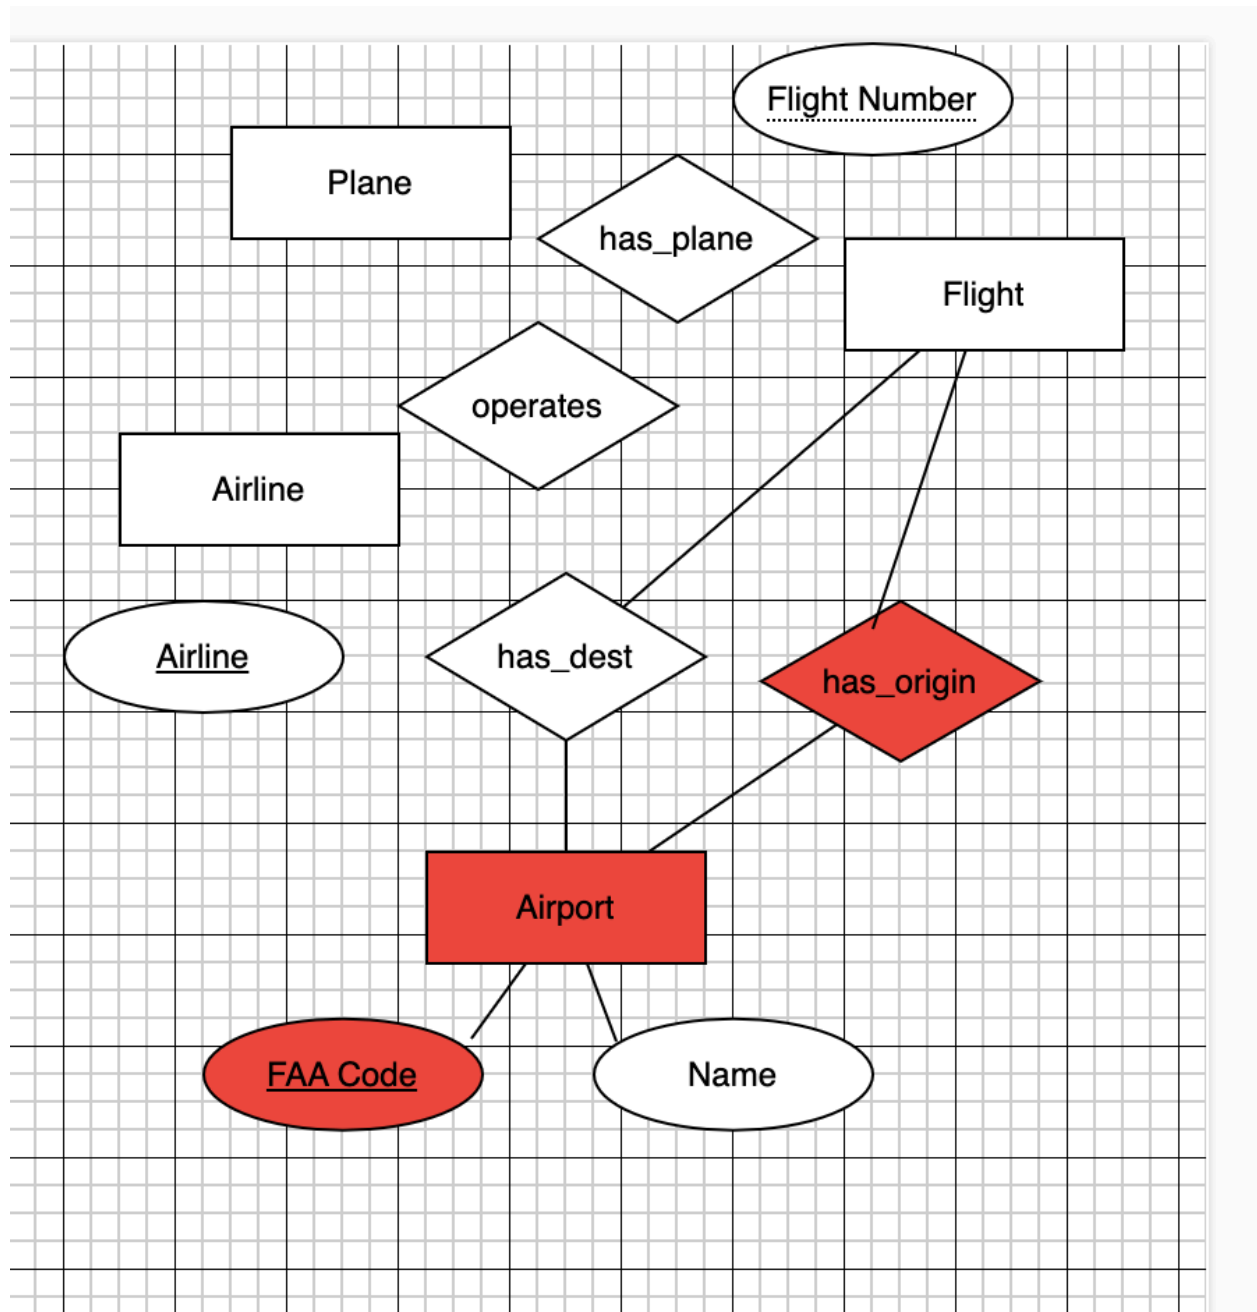 Flight Number
Plane
has_plane
Flight
operates
Airline
Airline
has_dest
has_origin
Airport
FAA Code
Name